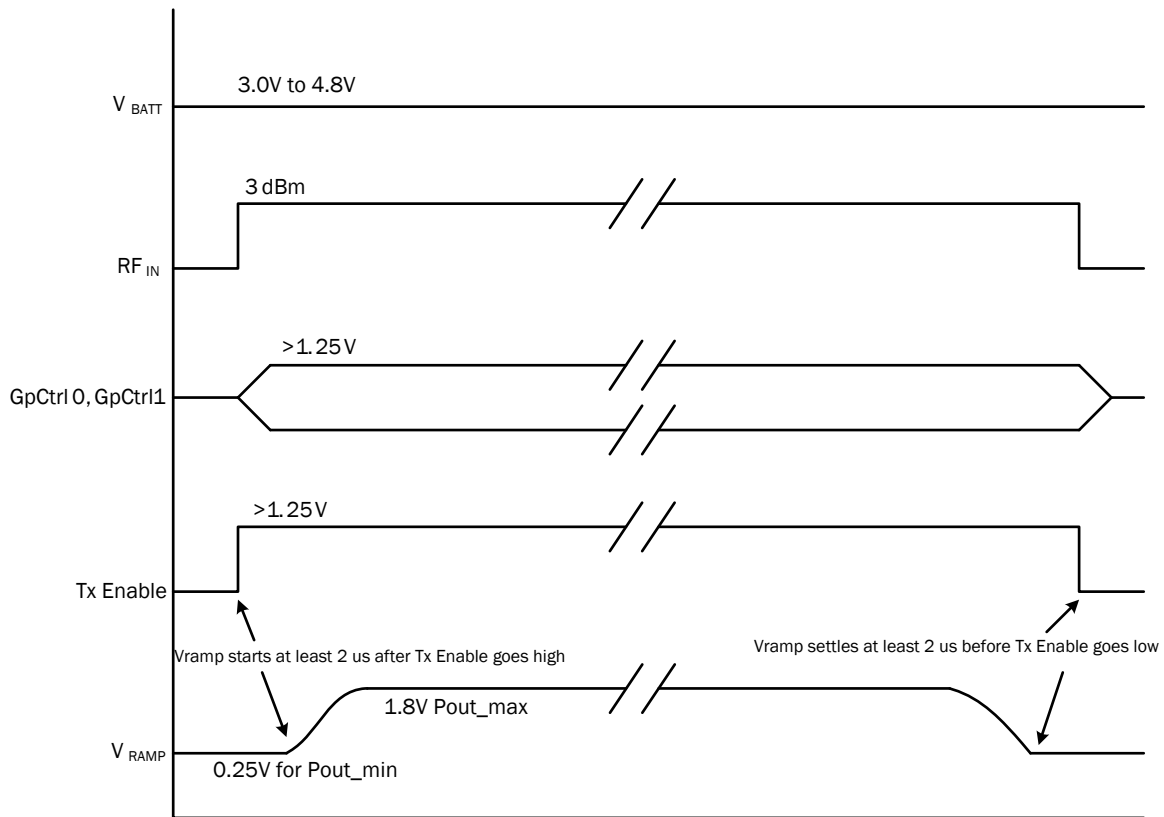 3.0V to 4.8V
V BATT
3 dBm
RF IN
>1.25V
GpCtrl 0, GpCtrl1
>1.25V
Tx Enable
Vramp starts at least 2 us after Tx Enable goes high
Vramp settles at least 2 us before Tx Enable goes low
1.8V Pout_max
V RAMP
0.25V for Pout_min